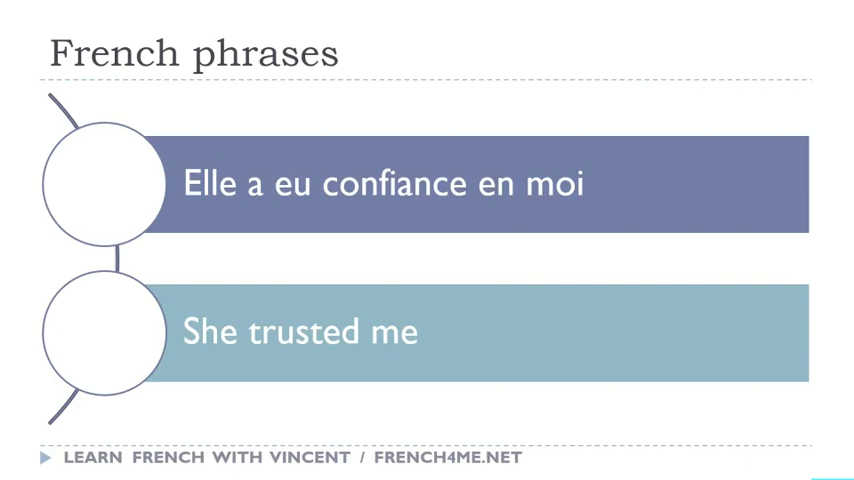 French phrases
Elle a eu confiance en moi
She trusted me
LEARN FRENCH WITH VINCENT / FRENCH4ME.NET